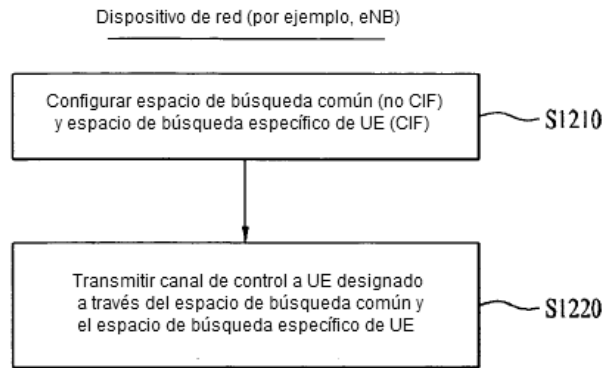 Dispositivo de red (por ejemplo, eNB)
Configurar espacio de búsqueda común (no CIF)
y espacio de búsqueda específico de UE (CIF)
S1210
Transmitir canal de control a UE designado
a través del espacio de búsqueda común y
el espacio de búsqueda específico de UE
S1220